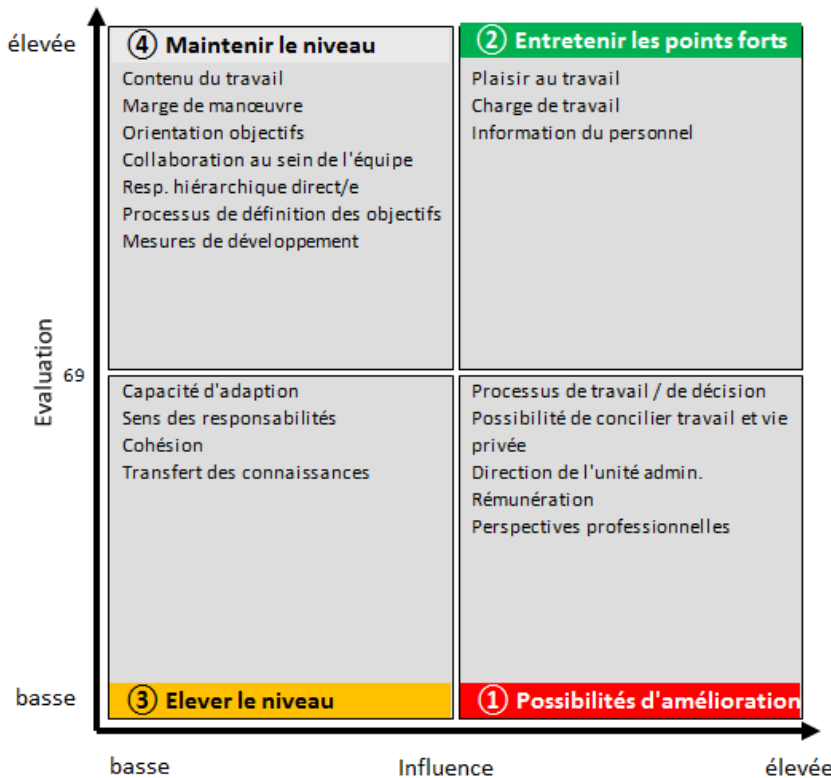 élevée
④ Maintenir le niveau
Contenu du travail
Marge de manœuvre
Orientation objectifs
Collaboration au sein de l'équipe
Resp. hiérarchique direct/e
Processus de définition des objectifs
Mesures de développement
② Entretenir les points forts
Plaisir au travail
Charge de travail
Information du personnel
Evaluation
69
Capacité d'adaption
Sens des responsabilités
Cohésion
Transfert des connaissances
③ Elever le niveau
Processus de travail / de décision
Possibilité de concilier travail et vie
privée
Direction de l'unité admin.
Rémunération
Perspectives professionnelles
① Possibilités d'amélioration
basse
basse
Influence
élevée